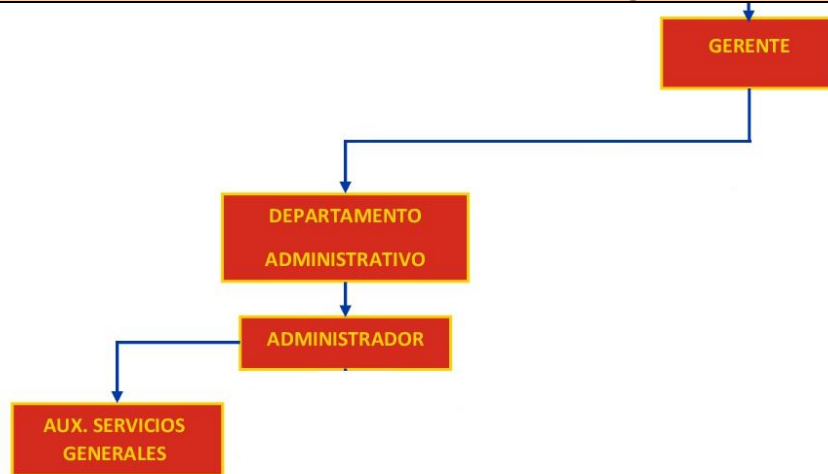 GERENTE
DEPARTAMENTO
ADMINISTRATIVO
ADMINISTRADOR
AUX. SERVICIOS
GENERALES